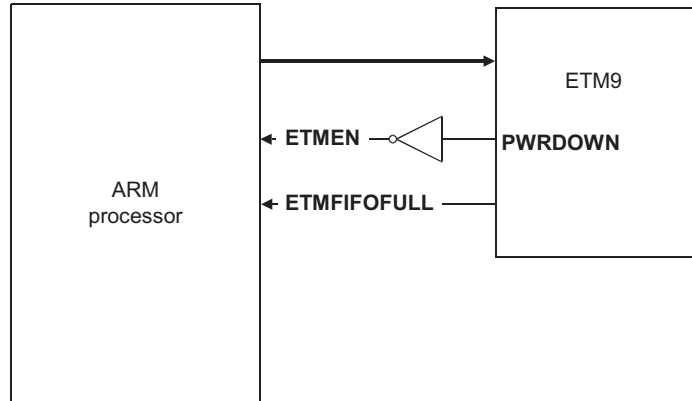 ETM9
ETMEN
PWRDOWN
ARM
processor
ETMFIFOFULL